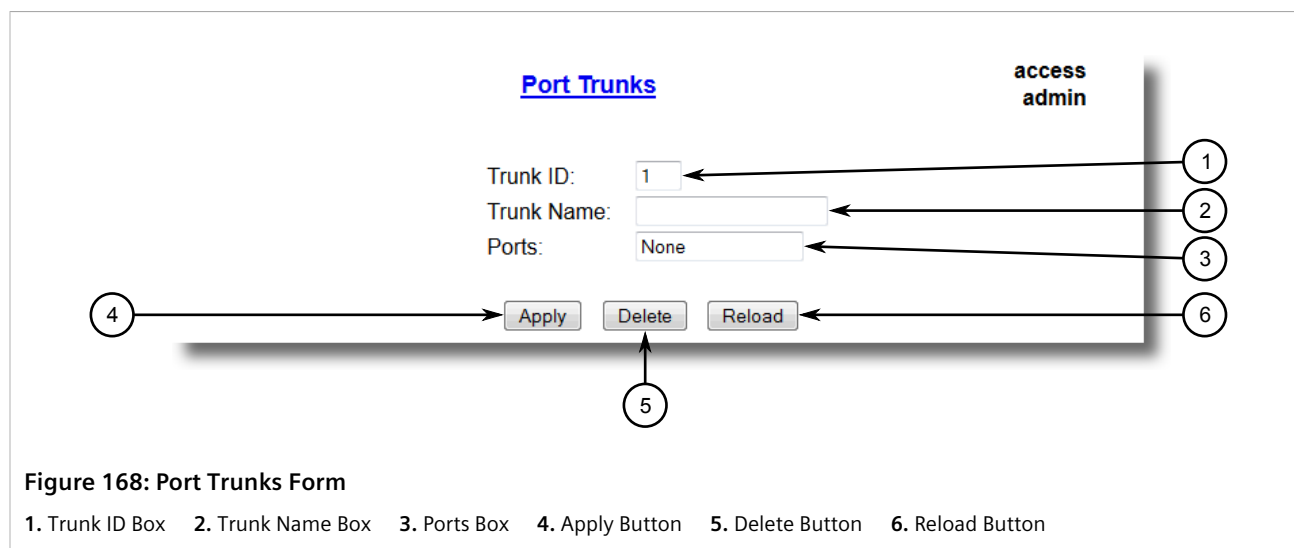 Port Trunks
access
admin
Trunk ID: 1
1
Trunk Name:
2
Ports: None
3
4
Apply Delete Reload
6
5
Figure 168: Port Trunks Form
1. Trunk ID Box 2. Trunk Name Box 3. Ports Box 4. Apply Button 5. Delete Button 6. Reload Button